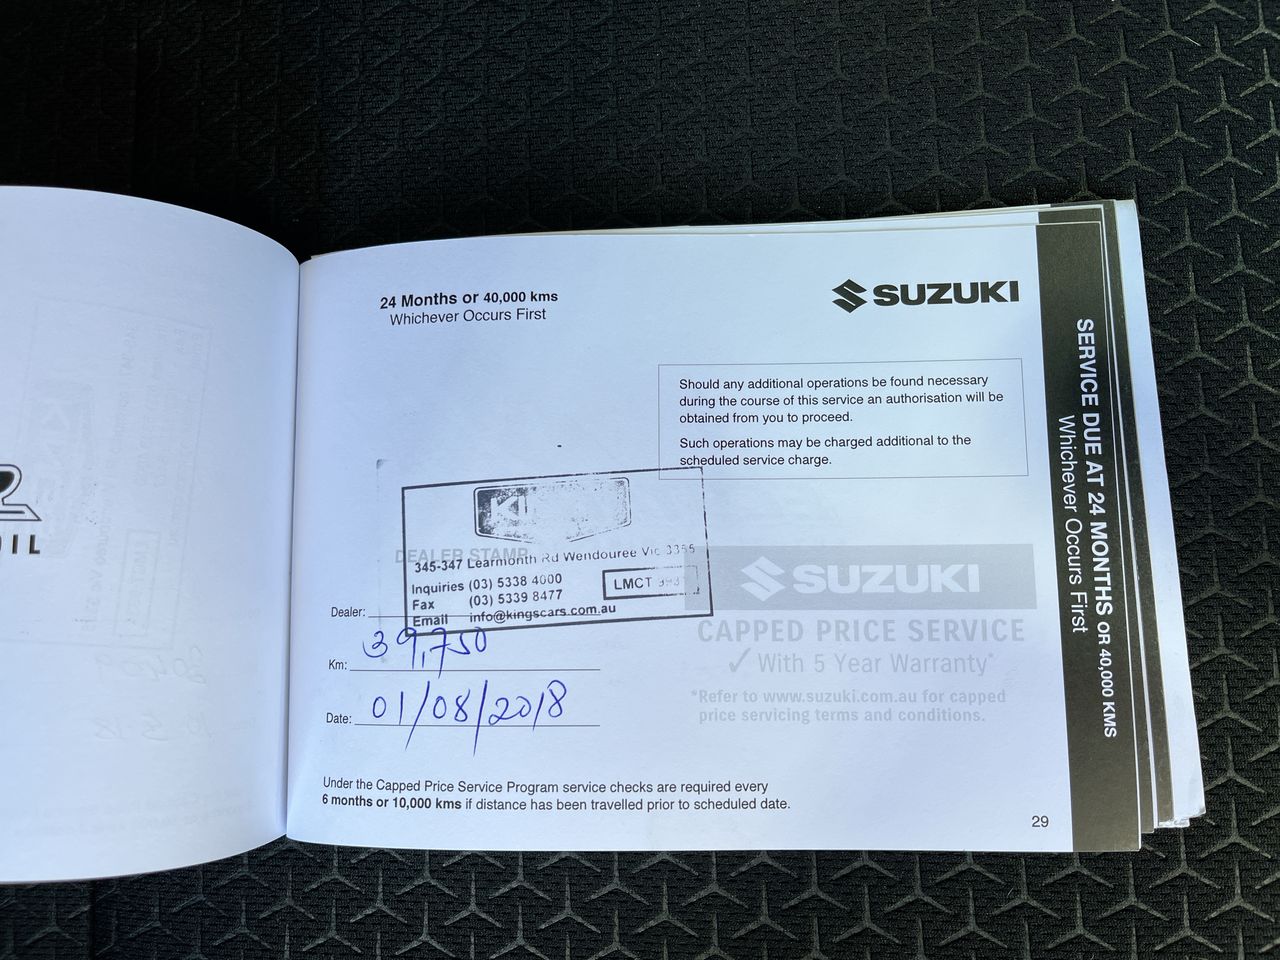 24 Months or 40,000 kms
Whichever Occurs First
SUZUKI
Should any additional operations be found necessary
during the course of this service an authorisation will be
obtained from you to proceed.
Such operations may be charged additional to the
scheduled service charge.
DEALER STAMP
345-347 Learmonth Rd Wendouree Vic 3355
Inquiries (03) 5338 4000
Fax (03) 5339 8477
Email info@kingscars.com.au
LMCT
Dealer:
Km: 39,750
Date: 01/08/2018
SUZUKI
CAPPED PRICE SERVICE
✓ With 5 Year Warranty*
*Refer to www.suzuki.com.au for capped
price servicing terms and conditions.
Under the Capped Price Service Program service checks are required every
6 months or 10,000 kms if distance has been travelled prior to scheduled date.
29
SERVICE DUE AT 24 MONTHS OR 40,000 KMS
Whichever Occurs First